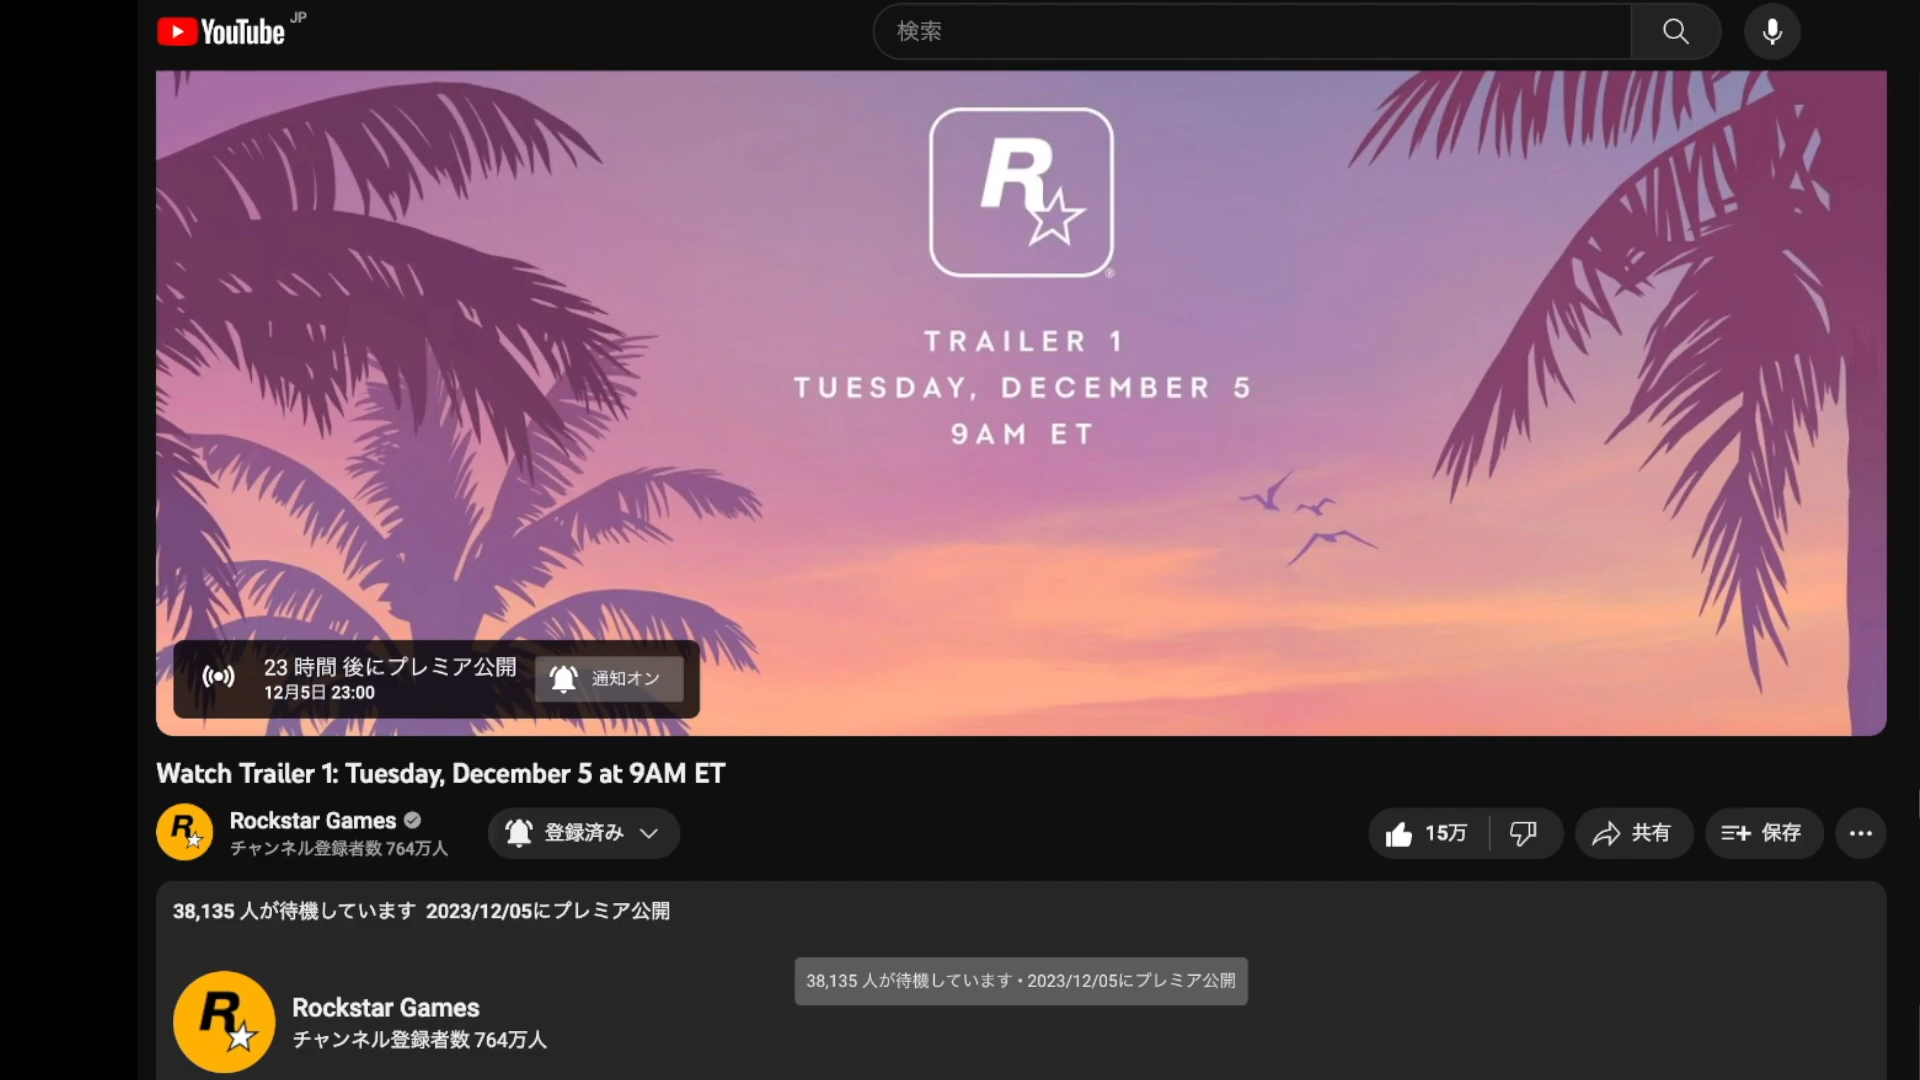 YouTube JP
検索
R
®
TRAILER 1
TUESDAY, DECEMBER 5
9AM ET
23 時間 後にプレミア公開
12月5日 23:00
通知オン
Watch Trailer 1: Tuesday, December 5 at 9AM ET
R
Rockstar Games
チャンネル登録者数 764万人
登録済み
15万
共有
保存
38,135 人が待機しています 2023/12/05にプレミア公開
38,135 人が待機しています • 2023/12/05にプレミア公開
R
Rockstar Games
チャンネル登録者数 764万人